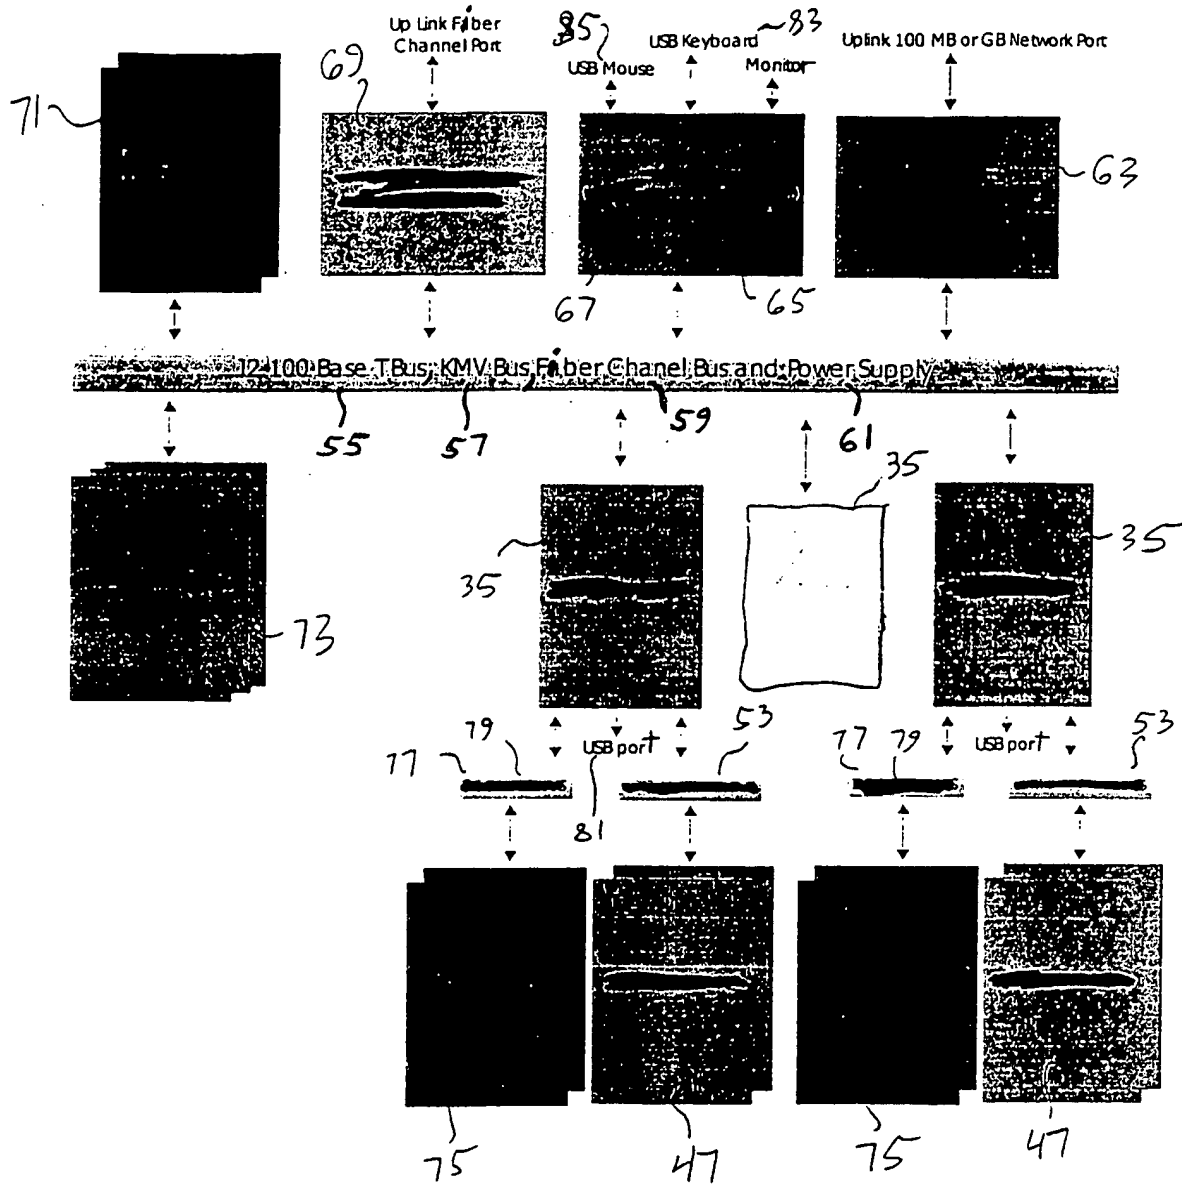 Up Link Fiber
Channel Port
85
USB Keyboard
83
Uplink 100 MB or GB Network Port
69
USB Mouse
Monitor
71
63
67
65
J2 100 Base T Bus, KMV Bus Fiber Chanel Bus and Power Supply
55
57
59
61
35
35
35
73
79
53
77
USB port
81
77
79
USB port
53
75
47
75
47